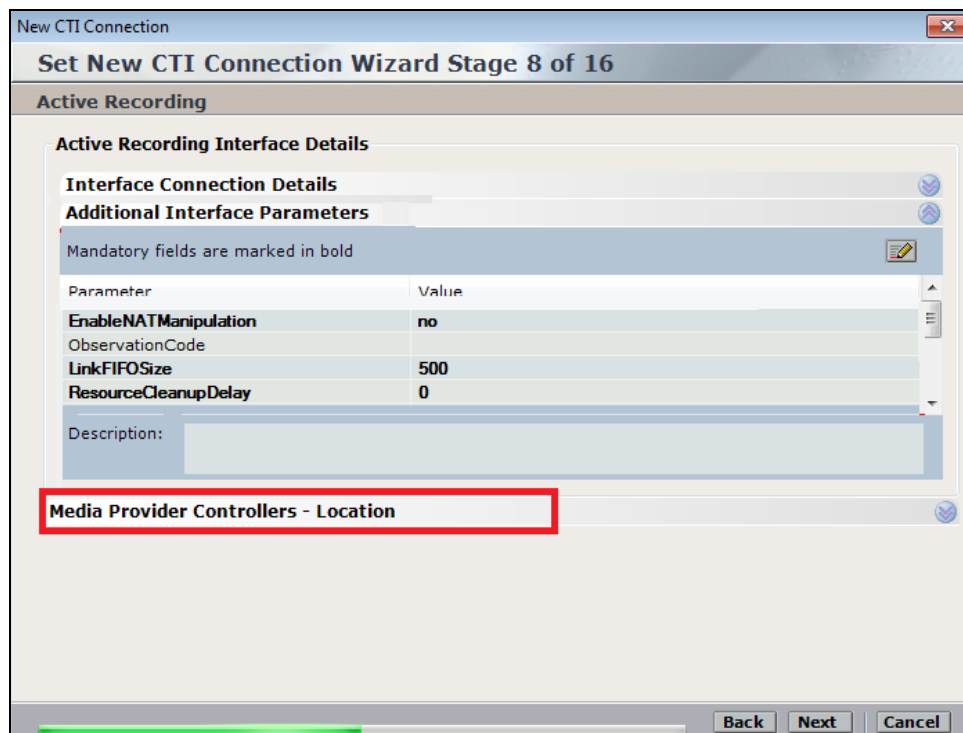 New CTI Connection
Set New CTI Connection Wizard Stage 8 of 16
Active Recording
Active Recording Interface Details
Interface Connection Details
Additional Interface Parameters
Mandatory fields are marked in bold
Parameter Value
EnableNATManipulation no
ObservationCode
LinkFIFOSize 500
ResourceCleanupDelay 0
Description:
Media Provider Controllers - Location
Back Next Cancel